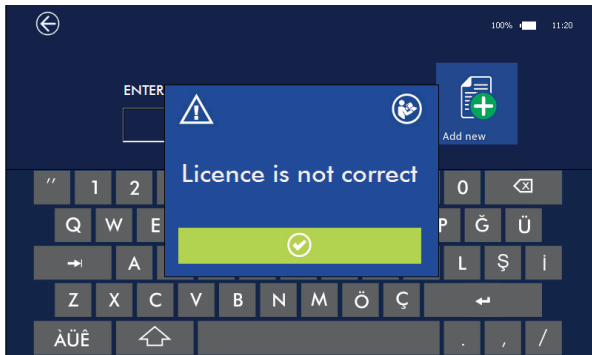 100% 11:20
ENTER
Add new
Licence is not correct
" 1 2 0
Q W E P Ğ Ü
A L Ş İ
Z X C V B N M Ö Ç
ÀÜÊ . , /